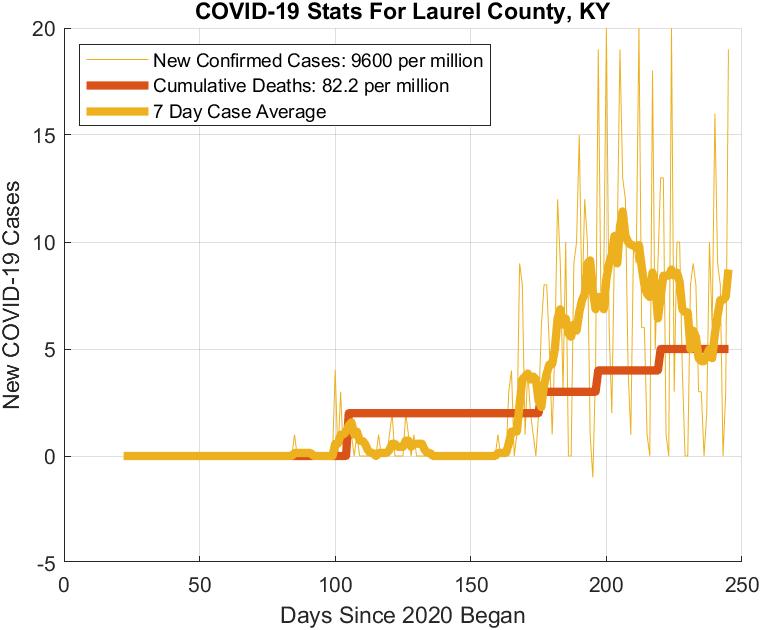 COVID-19 Stats For Laurel County, KY
New Confirmed Cases: 9600 per million
Cumulative Deaths: 82.2 per million
7 Day Case Average
New COVID-19 Cases
20
15
10
5
0
-5
0 50 100 150 200 250
Days Since 2020 Began